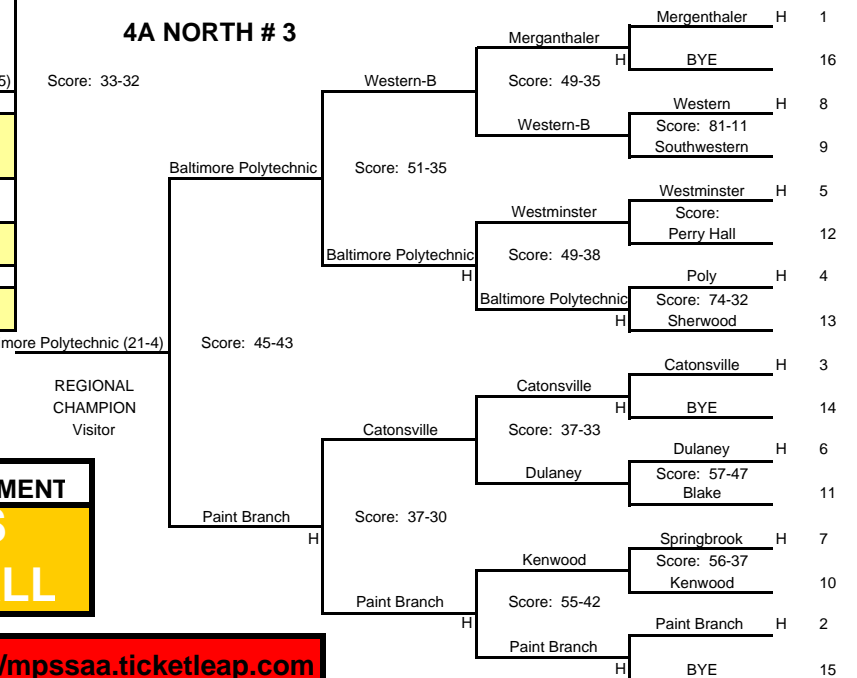 4A NORTH # 3
Mergenthaler H 1
Merganthaler
H BYE 16
5) Score: 33-32 Western-B Score: 49-35
Western H 8
Western-B Score: 81-11
Southwestern 9
Baltimore Polytechnic Score: 51-35
Westminster H 5
Westminster Score:
Perry Hall 12
Baltimore Polytechnic Score: 49-38
H Poly H 4
Baltimore Polytechnic Score: 74-32
H Sherwood 13
more Polytechnic (21-4) Score: 45-43
Catonsville H 3
REGIONAL Catonsville
CHAMPION H BYE 14
Visitor Catonsville Score: 37-33
Dulaney H 6
Dulaney Score: 57-47
MENT Blake 11
Paint Branch Score: 37-30
S
H Springbrook H 7
Kenwood Score: 56-37
LL Kenwood 10
Paint Branch Score: 55-42
H Paint Branch H 2
Paint Branch
/mpssaa.ticketleap.com H BYE 15